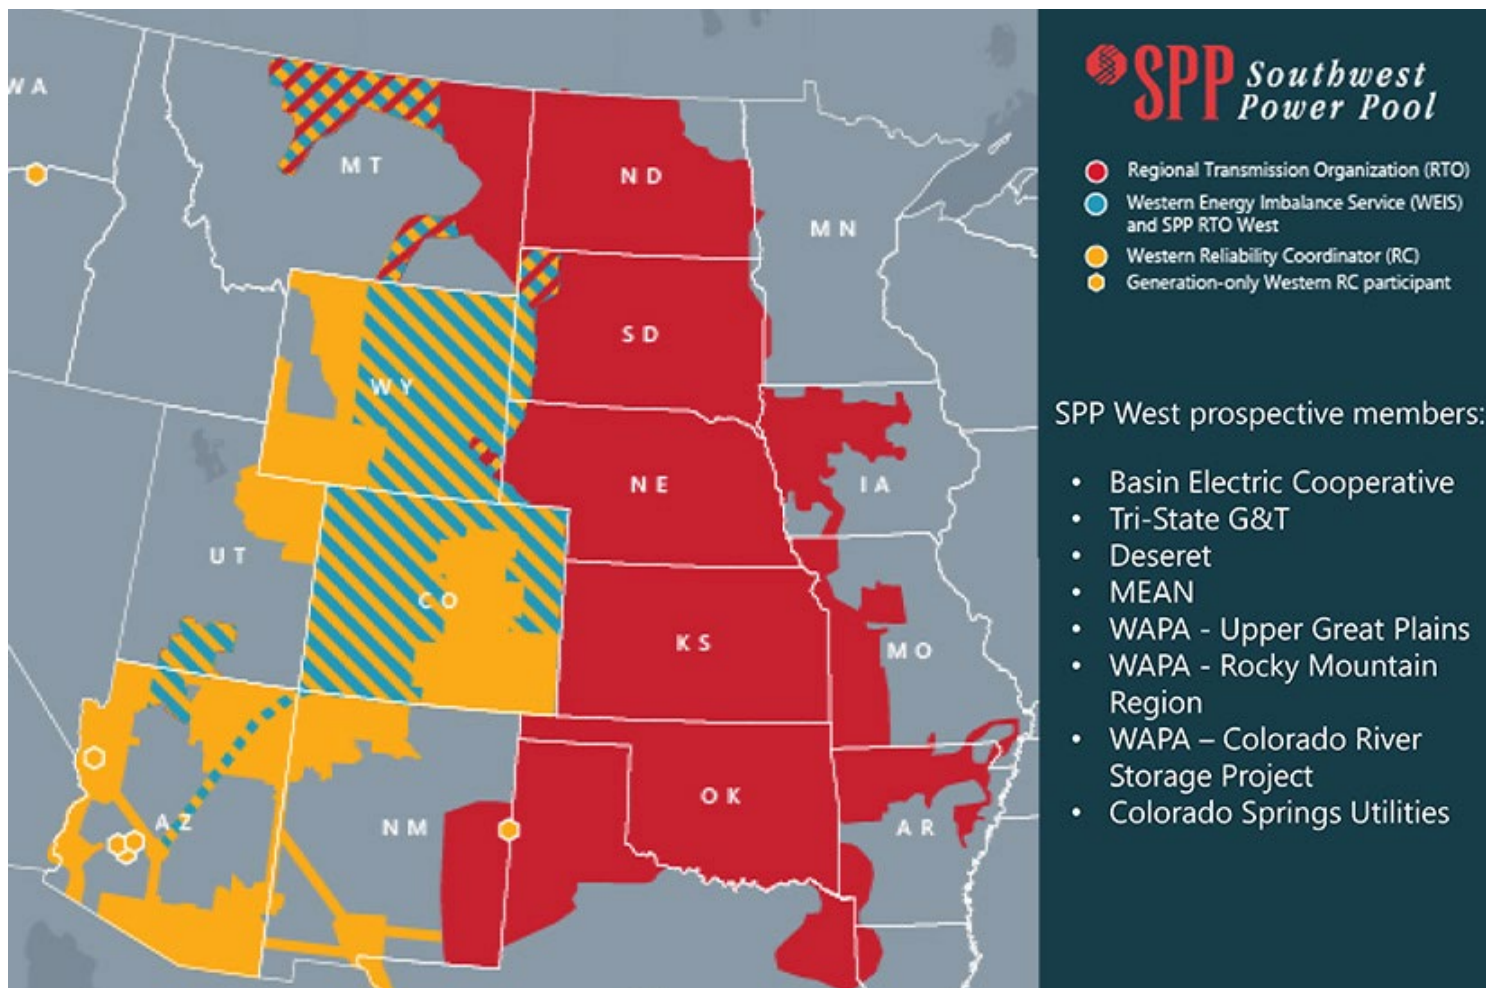 WA
MT
ND
MN
SD
WY
NE
IA
UT
CO
KS
MO
AZ
NM
OK
AR
SPP Southwest
Power Pool
Regional Transmission Organization (RTO)
Western Energy Imbalance Service (WEIS)
and SPP RTO West
Western Reliability Coordinator (RC)
Generation-only Western RC participant
SPP West prospective members:
• Basin Electric Cooperative
• Tri-State G&T
• Deseret
• MEAN
• WAPA - Upper Great Plains
• WAPA - Rocky Mountain
Region
• WAPA – Colorado River
Storage Project
• Colorado Springs Utilities